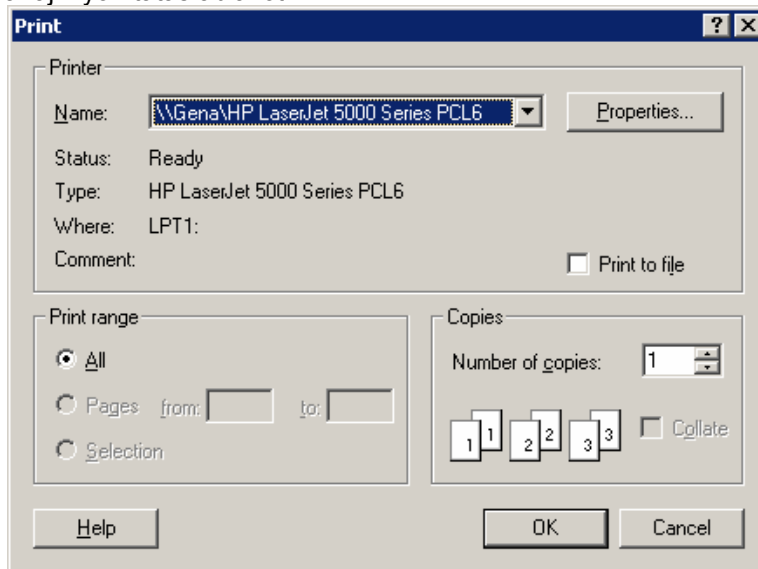 Print
Printer
Name: \\Gena\HP LaserJet 5000 Series PCL6 Properties...
Status: Ready
Type: HP LaserJet 5000 Series PCL6
Where: LPT1:
Comment:
Print to file
Print range
All
Pages from: to:
Selection
Copies
Number of copies: 1
1 1 2 2 3 3 Collate
Help OK Cancel